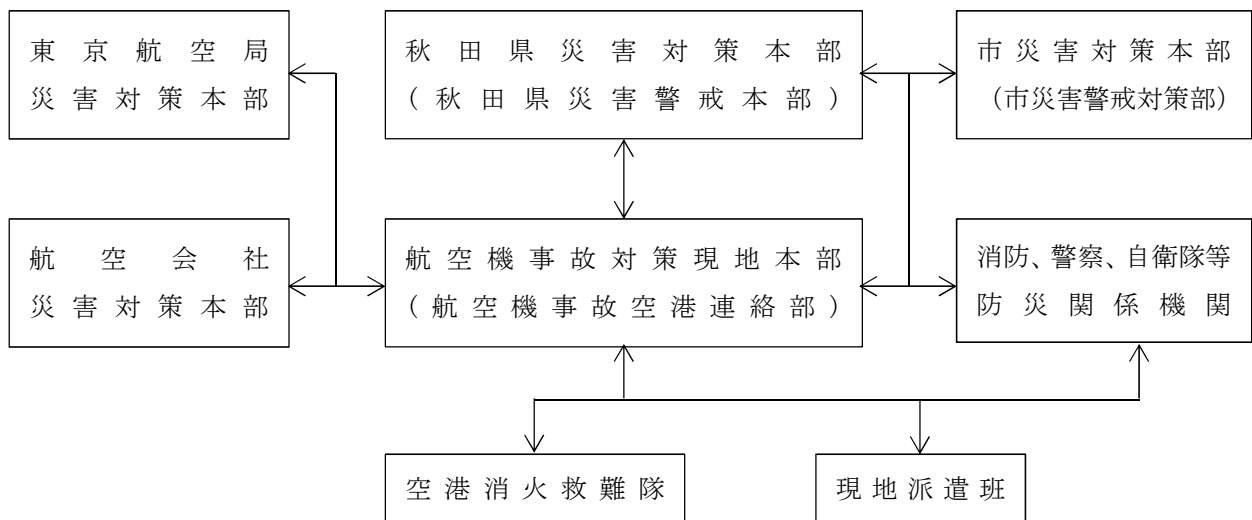 東京航空局
災害対策本部
秋田県災害対策本部
(秋田県災害警戒本部)
市災害対策本部
(市災害警戒対策部)
航空会社
災害対策本部
航空機事故対策現地本部
(航空機事故空港連絡部)
消防、警察、自衛隊等
防災関係機関
空港消火救難隊
現地派遣班